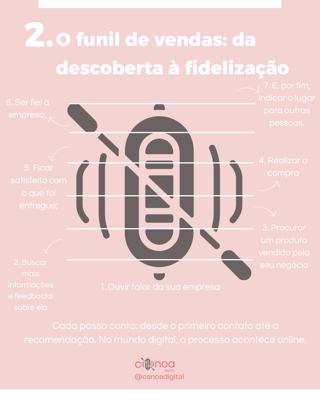 2. O funil de vendas: da
descoberta à fidelização
7. E, por fim,
indicar o lugar
para outras
pessoas.
6. Ser fiel à
empresa;
5. Ficar
satisfeito com
o que foi
entregue;
4. Realizar a
compra
3. Procurar
um produto
vendido pelo
seu negócio
2. Buscar
mais
informações
e feedbacks
sobre ela
1.Ouvir falar da sua empresa
Cada passo conta: desde o primeiro contato até a
recomendação. No mundo digital, o processo acontece online.
canoa
@canoadigital